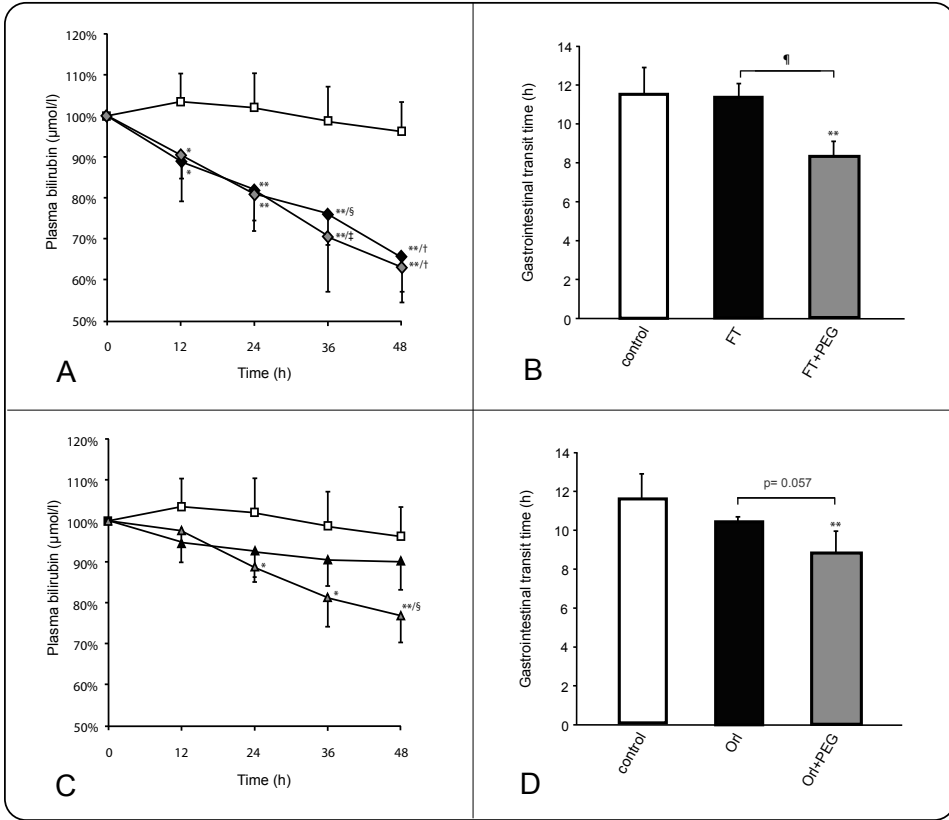 120%
110%
100%
90%
80%
70%
60%
50%
Plasma bilirubin (µmol/l)
*
*
**
**
**/§
**/‡
**/†
**/†
0 12 24 36 48
Time (h)
A
14
12
10
8
6
4
2
0
Gastrointestinal transit time (h)
¶
**
control
FT
FT+PEG
B
120%
110%
100%
90%
80%
70%
60%
50%
Plasma bilirubin (µmol/l)
*
*
**/§
0 12 24 36 48
Time (h)
C
14
12
10
8
6
4
2
0
Gastrointestinal transit time (h)
p= 0.057
**
control
Orl
Orl+PEG
D